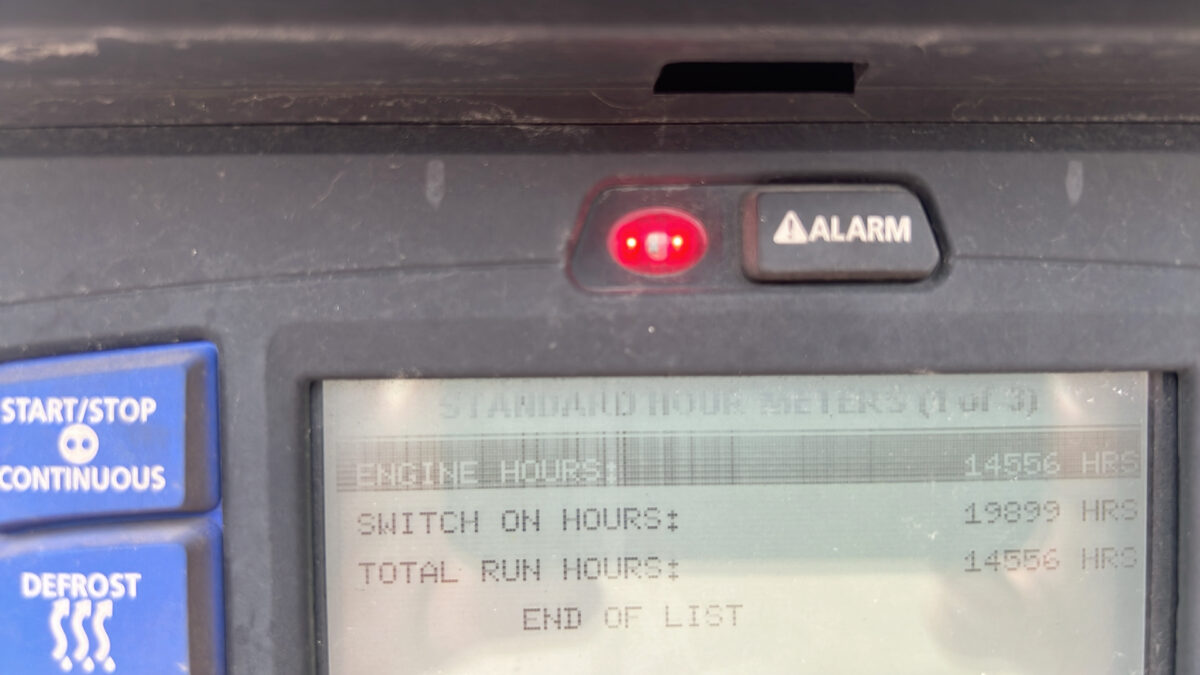 ALARM
START/STOP
CONTINUOUS
DEFROST
STANDARD HOUR METERS (1 of 3)
ENGINE HOURS: 14556 HRS
SWITCH ON HOURS: 19899 HRS
TOTAL RUN HOURS: 14556 HRS
END OF LIST